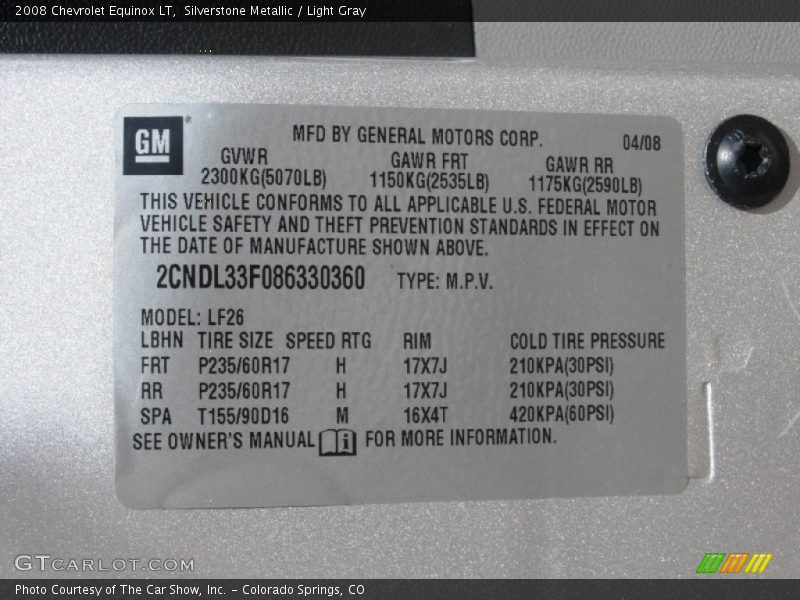 2008 Chevrolet Equinox LT, Silverstone Metallic / Light Gray
GM ®
MFD BY GENERAL MOTORS CORP. 04/08
GVWR GAWR FRT GAWR RR
2300KG(5070LB) 1150KG(2535LB) 1175KG(2590LB)
THIS VEHICLE CONFORMS TO ALL APPLICABLE U.S. FEDERAL MOTOR
VEHICLE SAFETY AND THEFT PREVENTION STANDARDS IN EFFECT ON
THE DATE OF MANUFACTURE SHOWN ABOVE.
2CNDL33F086330360 TYPE: M.P.V.
MODEL: LF26
LBHN TIRE SIZE SPEED RTG RIM COLD TIRE PRESSURE
FRT P235/60R17 H 17X7J 210KPA(30PSI)
RR P235/60R17 H 17X7J 210KPA(30PSI)
SPA T155/90D16 M 16X4T 420KPA(60PSI)
SEE OWNER'S MANUAL i FOR MORE INFORMATION.
GTCARLOT.COM
Photo Courtesy of The Car Show, Inc. - Colorado Springs, CO